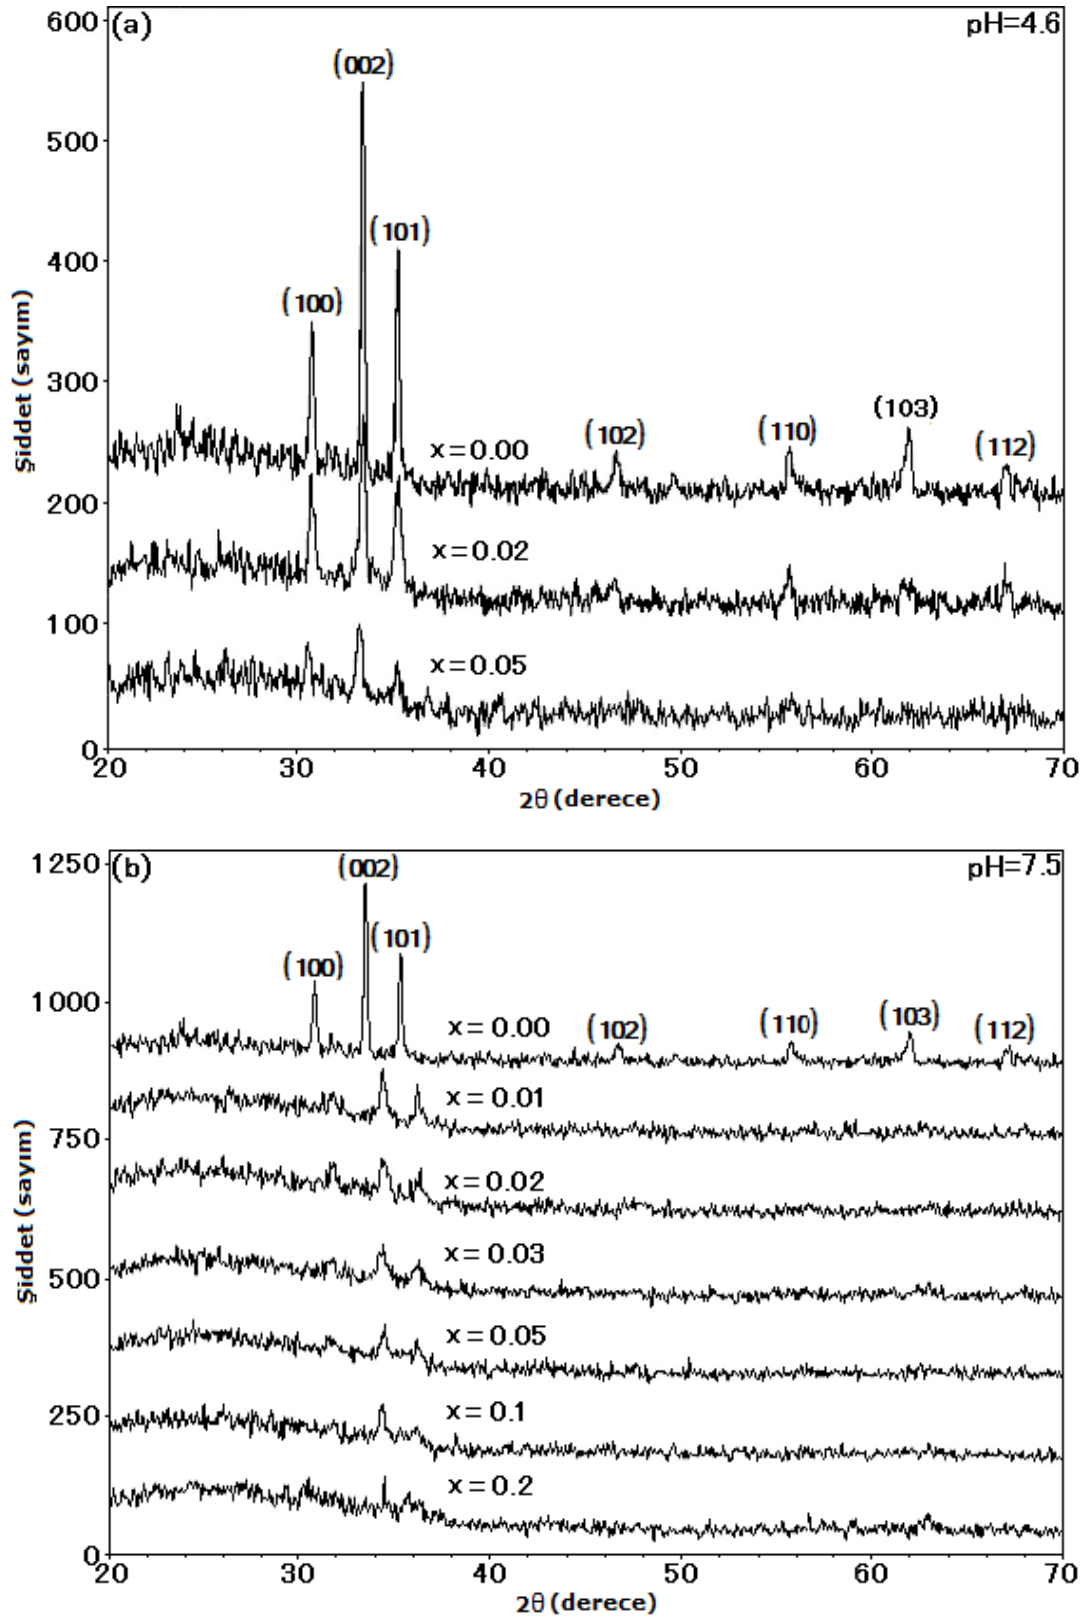 (a)
pH=4.6
600
500
400
300
200
100
0
Şiddet (sayım)
(002)
(101)
(100)
(102)
(110)
(103)
(112)
x=0.00
x=0.02
x=0.05
20 30 40 50 60 70
2θ (derece)
(b)
pH=7.5
1250
1000
750
500
250
0
Şiddet (sayım)
(002)
(101)
(100)
(102)
(110)
(103)
(112)
x=0.00
x=0.01
x=0.02
x=0.03
x=0.05
x=0.1
x=0.2
20 30 40 50 60 70
2θ (derece)